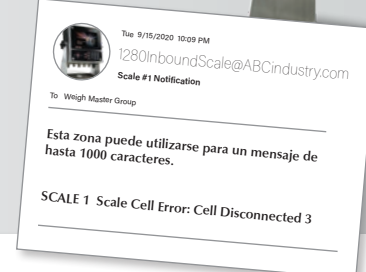 Tue 9/15/2020 10:09 PM
1280InboundScale@ABCindustry.com
Scale #1 Notification
To Weigh Master Group
Esta zona puede utilizarse para un mensaje de
hasta 1000 caracteres.
SCALE 1 Scale Cell Error: Cell Disconnected 3